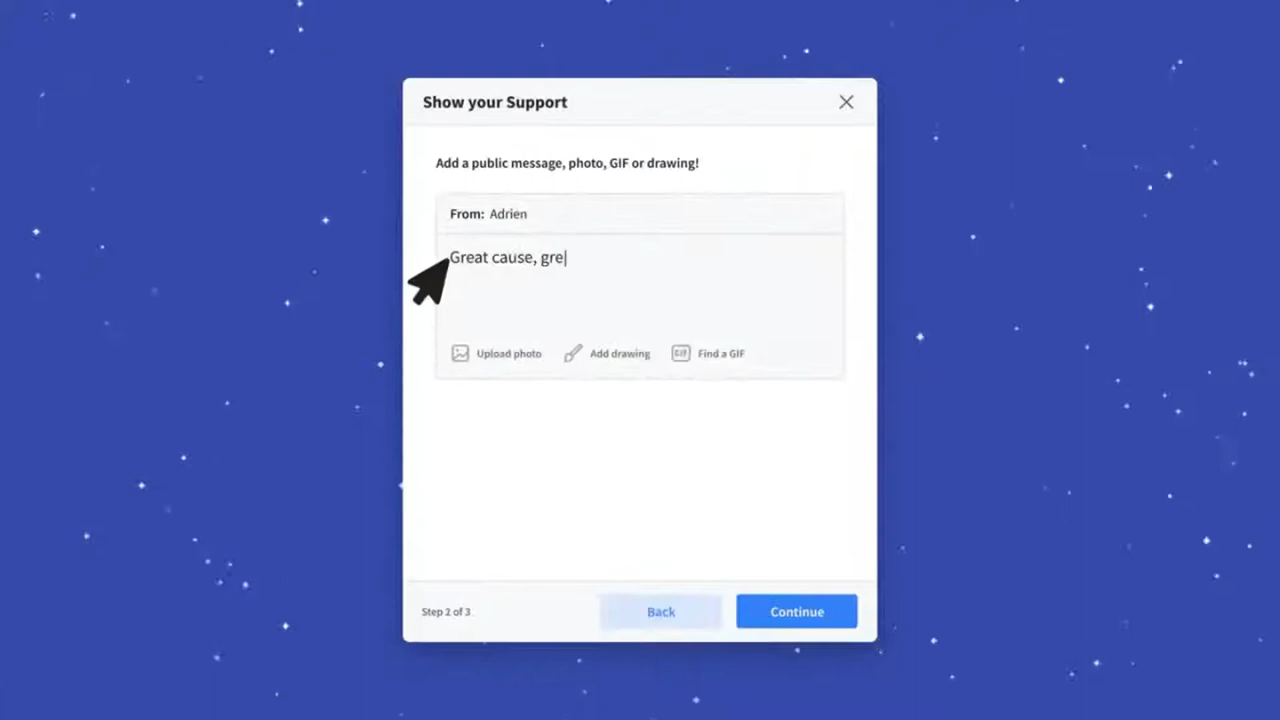 Show your Support
Add a public message, photo, GIF or drawing!
From: Adrien
Great cause, gre
Upload photo Add drawing GIF Find a GIF
Step 2 of 3 Back Continue